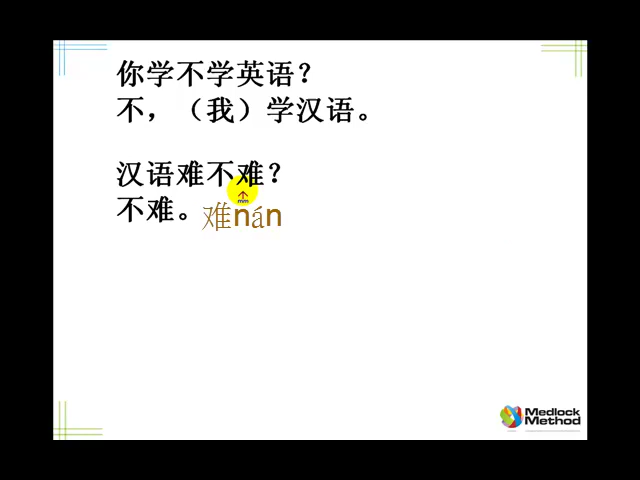 你学不学英语？
不，（我）学汉语。
汉语难不难？
不难。
难nán
mm
Medlock
Method